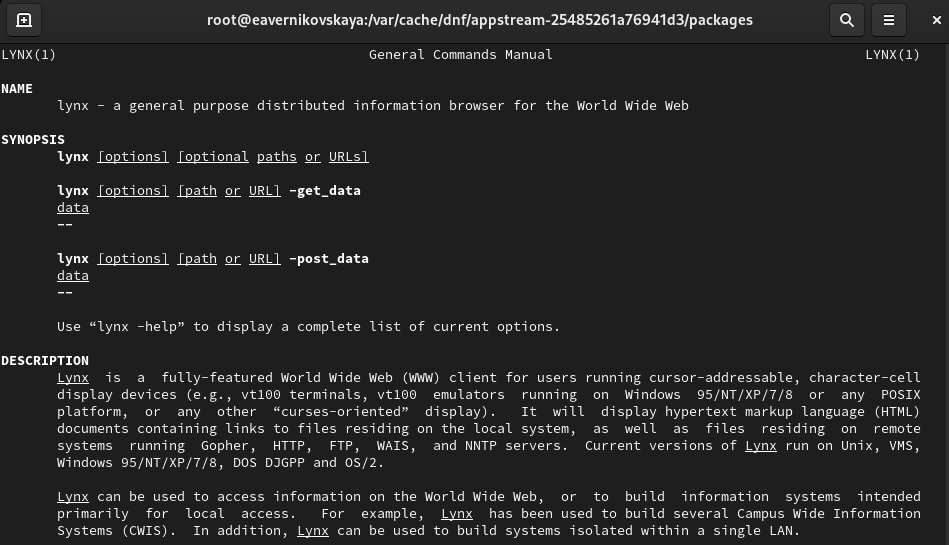 root@eavernikovskaya:/var/cache/dnf/appstream-25485261a76941d3/packages
LYNX(1) General Commands Manual LYNX(1)
NAME
lynx - a general purpose distributed information browser for the World Wide Web
SYNOPSIS
lynx [options] [optional paths or URLs]
lynx [options] [path or URL] -get_data
data
--
lynx [options] [path or URL] -post_data
data
--
Use “lynx -help” to display a complete list of current options.
DESCRIPTION
Lynx is a fully-featured World Wide Web (WWW) client for users running cursor-addressable, character-cell
display devices (e.g., vt100 terminals, vt100 emulators running on Windows 95/NT/XP/7/8 or any POSIX
platform, or any other “curses-oriented” display). It will display hypertext markup language (HTML)
documents containing links to files residing on the local system, as well as files residing on remote
systems running Gopher, HTTP, FTP, WAIS, and NNTP servers. Current versions of Lynx run on Unix, VMS,
Windows 95/NT/XP/7/8, DOS DJGPP and OS/2.
Lynx can be used to access information on the World Wide Web, or to build information systems intended
primarily for local access. For example, Lynx has been used to build several Campus Wide Information
Systems (CWIS). In addition, Lynx can be used to build systems isolated within a single LAN.